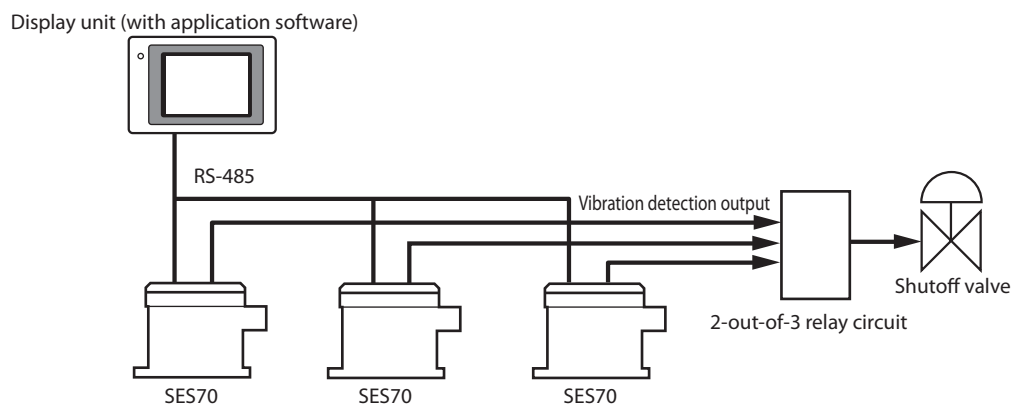 Display unit (with application software)
RS-485
Vibration detection output
Shutoff valve
2-out-of-3 relay circuit
SES70
SES70
SES70